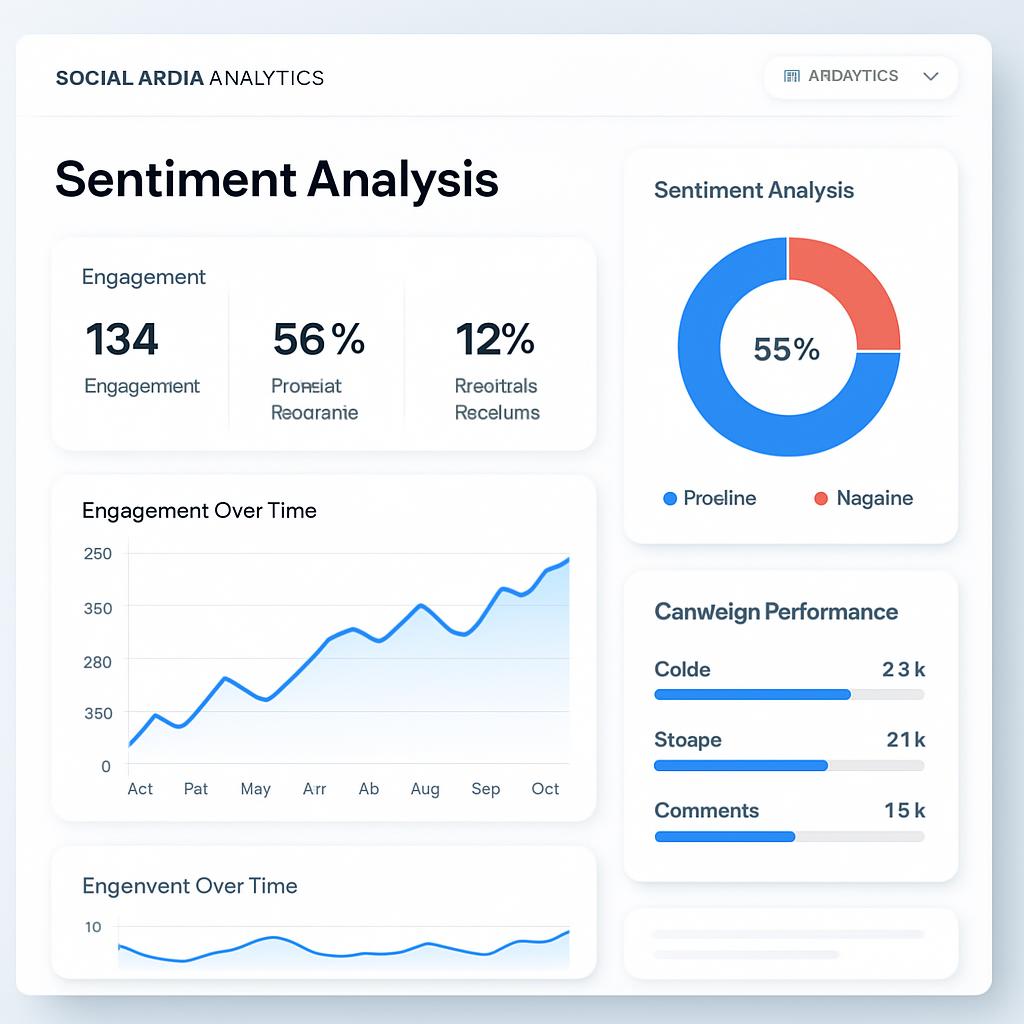 SOCIAL ARDIA ANALYTICS
ARDAYTICS
Sentiment Analysis
Engagement
134
Engagement
56%
Pronsiat
Reogranie
12%
Rreoitrals
Recelums
Engagement Over Time
250
350
280
350
0
Act Pat May Arr Ab Aug Sep Oct
Engenvent Over Time
10
Sentiment Analysis
55%
Proeline
Nagaine
Canweign Performance
Colde 23k
Stoape 21k
Comments 15k